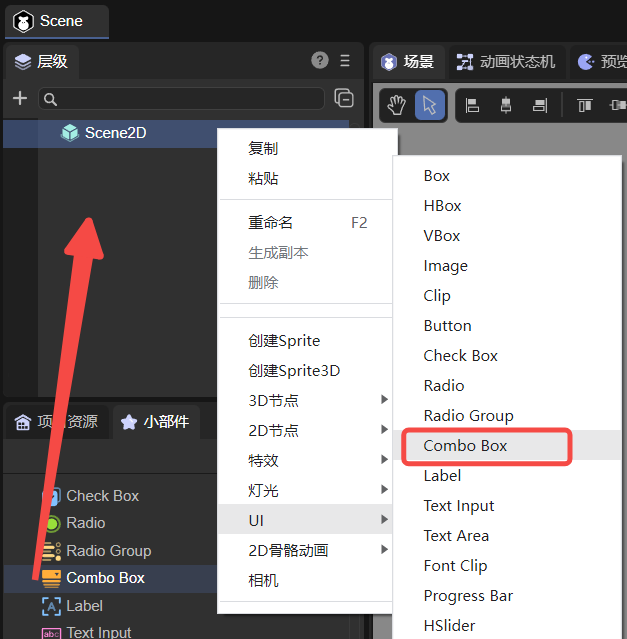 Scene
层级
场景
动画状态机
预览
Scene2D
复制
粘贴
重命名 F2
生成副本
删除
创建Sprite
创建Sprite3D
3D节点
2D节点
特效
灯光
UI
2D骨骼动画
相机
Box
HBox
VBox
Image
Clip
Button
Check Box
Radio
Radio Group
Combo Box
Label
Text Input
Text Area
Font Clip
Progress Bar
HSlider
项目资源
小部件
Check Box
Radio
Radio Group
Combo Box
Label
abc Text Input